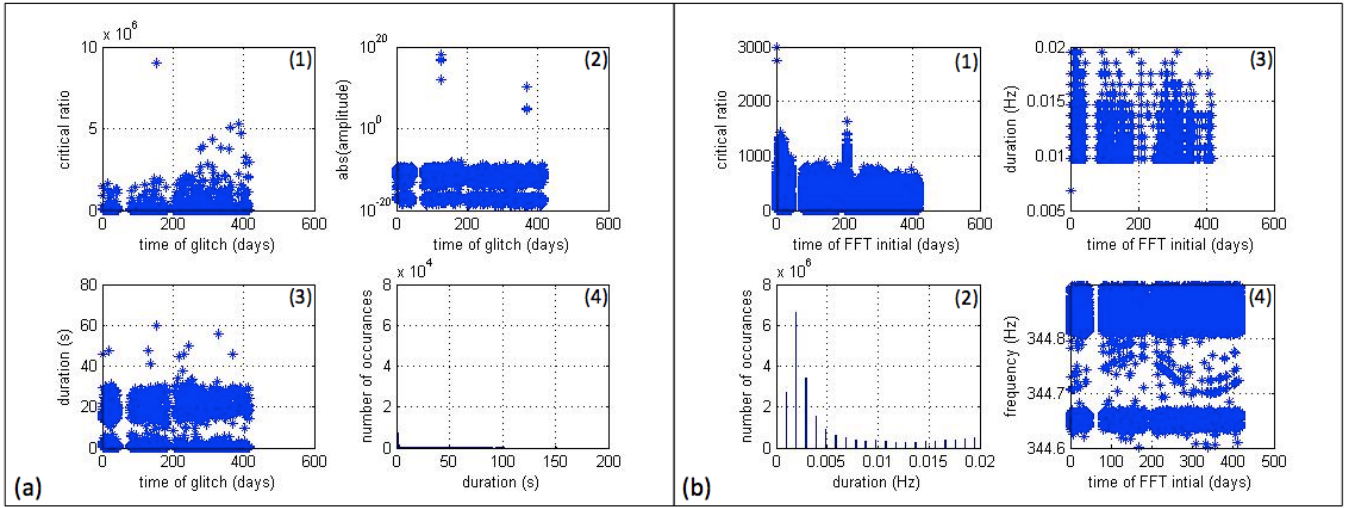 × 10^6
10
5
0
0 200 400 600
critical ratio
time of glitch (days)
(1)
10^20
10^0
10^-20
0 200 400 600
abs(amplitude)
time of glitch (days)
(2)
80
60
40
20
0
0 200 400 600
duration (s)
time of glitch (days)
(3)
× 10^4
8
6
4
2
0
0 50 100 150 200
number of occurances
duration (s)
(4)
(a)
3000
2000
1000
0
0 200 400 600
critical ratio
time of FFT initial (days)
(1)
0.02
0.015
0.01
0.005
0 200 400 600
duration (Hz)
time of FFT initial (days)
(3)
× 10^6
8
6
4
2
0
0 0.005 0.01 0.015 0.02
number of occurances
duration (Hz)
(2)
344.8
344.7
344.6
0 100 200 300 400 500
frequency (Hz)
time of FFT intial (days)
(4)
(b)